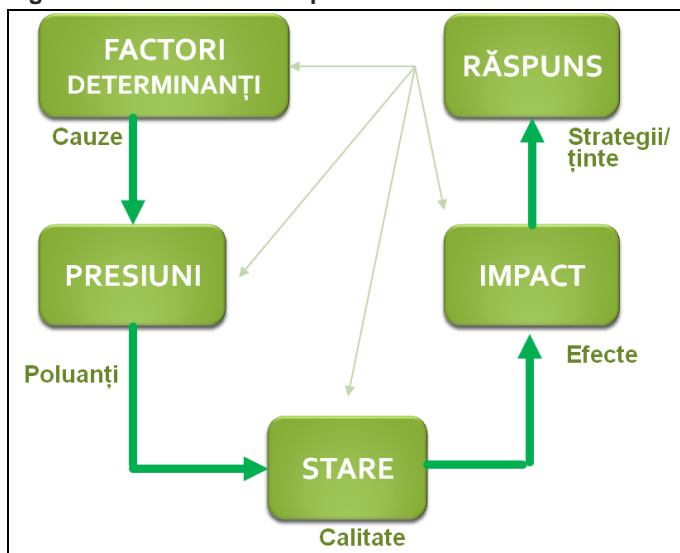 FACTORI
DETERMINANȚI
RĂSPUNS
Cauze
Strategii/
ținte
PRESIUNI
IMPACT
Poluanți
Efecte
STARE
Calitate